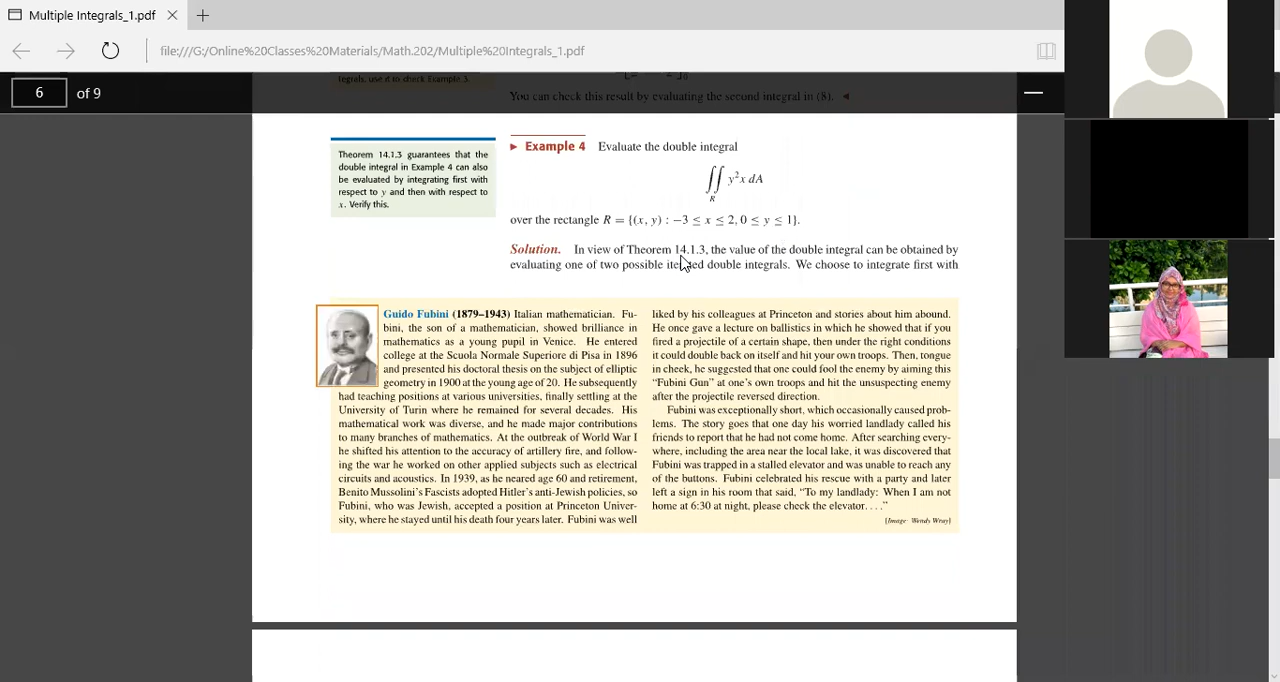 Multiple Integrals_1.pdf
file:///G:/Online%20Classes%20Materials/Math.202/Multiple%20Integrals_1.pdf
6 of 9
tegrals, use it to check Example 3.
You can check this result by evaluating the second integral in (8). ◄
Theorem 14.1.3 guarantees that the
double integral in Example 4 can also
be evaluated by integrating first with
respect to y and then with respect to
x. Verify this.
► Example 4 Evaluate the double integral
∬ y²x dA
R
over the rectangle R = {(x, y) : −3 ≤ x ≤ 2, 0 ≤ y ≤ 1}.
Solution. In view of Theorem 14.1.3, the value of the double integral can be obtained by
evaluating one of two possible iterated double integrals. We choose to integrate first with
Guido Fubini (1879–1943) Italian mathematician. Fu-
bini, the son of a mathematician, showed brilliance in
mathematics as a young pupil in Venice. He entered
college at the Scuola Normale Superiore di Pisa in 1896
and presented his doctoral thesis on the subject of elliptic
geometry in 1900 at the young age of 20. He subsequently
had teaching positions at various universities, finally settling at the
University of Turin where he remained for several decades. His
mathematical work was diverse, and he made major contributions
to many branches of mathematics. At the outbreak of World War I
he shifted his attention to the accuracy of artillery fire, and follow-
ing the war he worked on other applied subjects such as electrical
circuits and acoustics. In 1939, as he neared age 60 and retirement,
Benito Mussolini's Fascists adopted Hitler's anti-Jewish policies, so
Fubini, who was Jewish, accepted a position at Princeton Univer-
sity, where he stayed until his death four years later. Fubini was well
liked by his colleagues at Princeton and stories about him abound.
He once gave a lecture on ballistics in which he showed that if you
fired a projectile of a certain shape, then under the right conditions
it could double back on itself and hit your own troops. Then, tongue
in cheek, he suggested that one could fool the enemy by aiming this
“Fubini Gun” at one's own troops and hit the unsuspecting enemy
after the projectile reversed direction.
Fubini was exceptionally short, which occasionally caused prob-
lems. The story goes that one day his worried landlady called his
friends to report that he had not come home. After searching every-
where, including the area near the local lake, it was discovered that
Fubini was trapped in a stalled elevator and was unable to reach any
of the buttons. Fubini celebrated his rescue with a party and later
left a sign in his room that said, “To my landlady: When I am not
home at 6:30 at night, please check the elevator. . . .”
[Image: Wendy Wray]